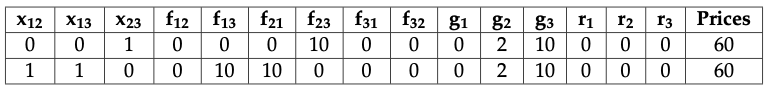 x₁₂ x₁₃ x₂₃ f₁₂ f₁₃ f₂₁ f₂₃ f₃₁ f₃₂ g₁ g₂ g₃ r₁ r₂ r₃ Prices
0 0 1 0 0 0 10 0 0 0 2 10 0 0 0 60
1 1 0 0 10 10 0 0 0 0 2 10 0 0 0 60